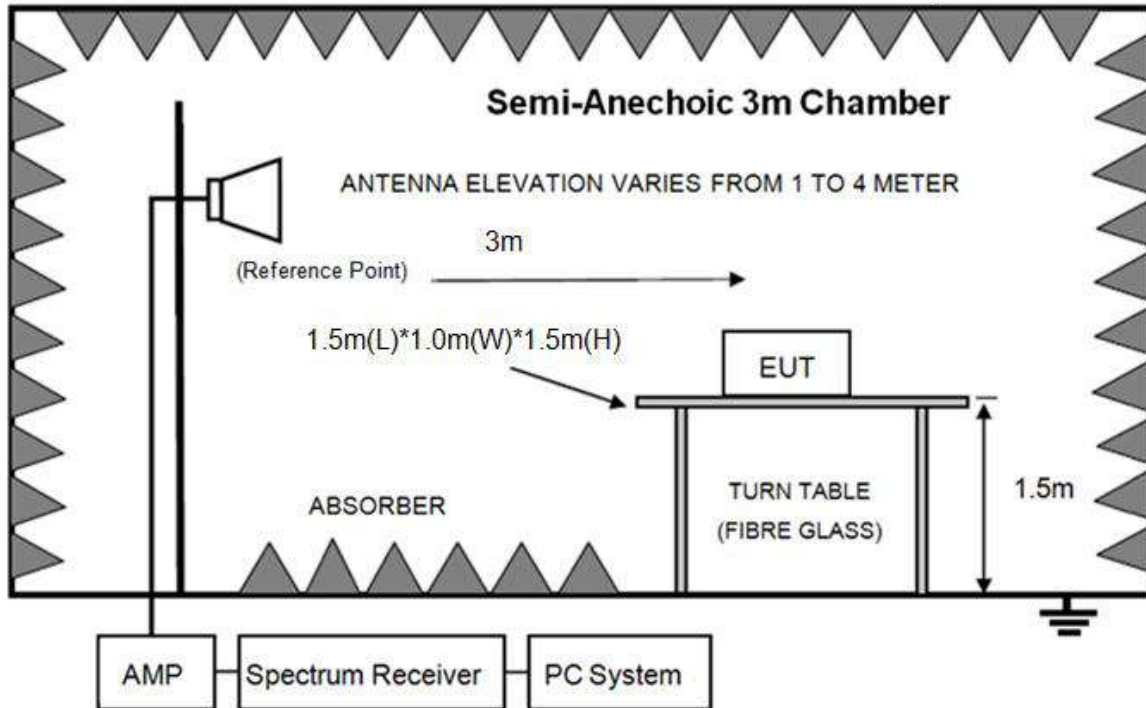 Semi-Anechoic 3m Chamber
ANTENNA ELEVATION VARIES FROM 1 TO 4 METER
3m
(Reference Point)
1.5m(L)*1.0m(W)*1.5m(H)
EUT
ABSORBER
TURN TABLE
(FIBRE GLASS)
1.5m
AMP
Spectrum Receiver
PC System